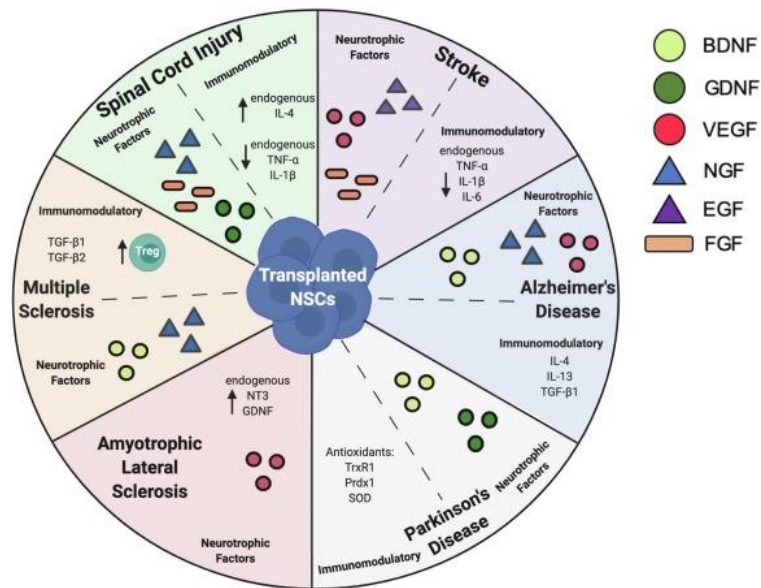 Spinal Cord Injury
Immunomodulatory
endogenous
IL-4
endogenous
TNF-α
IL-1β
Neurotrophic
Factors
Neurotrophic
Factors
Stroke
Immunomodulatory
endogenous
TNF-α
IL-1β
IL-6
Neurotrophic
Factors
Alzheimer's
Disease
Immunomodulatory
IL-4
IL-13
TGF-β1
Neurotrophic
Factors
Parkinson's
Disease
Antioxidants:
TrxR1
Prdx1
SOD
Immunomodulatory
endogenous
NT3
GDNF
Amyotrophic
Lateral
Sclerosis
Neurotrophic
Factors
Immunomodulatory
TGF-β1
TGF-β2
Treg
Multiple
Sclerosis
Neurotrophic
Factors
Transplanted
NSCs
BDNF
GDNF
VEGF
NGF
EGF
FGF